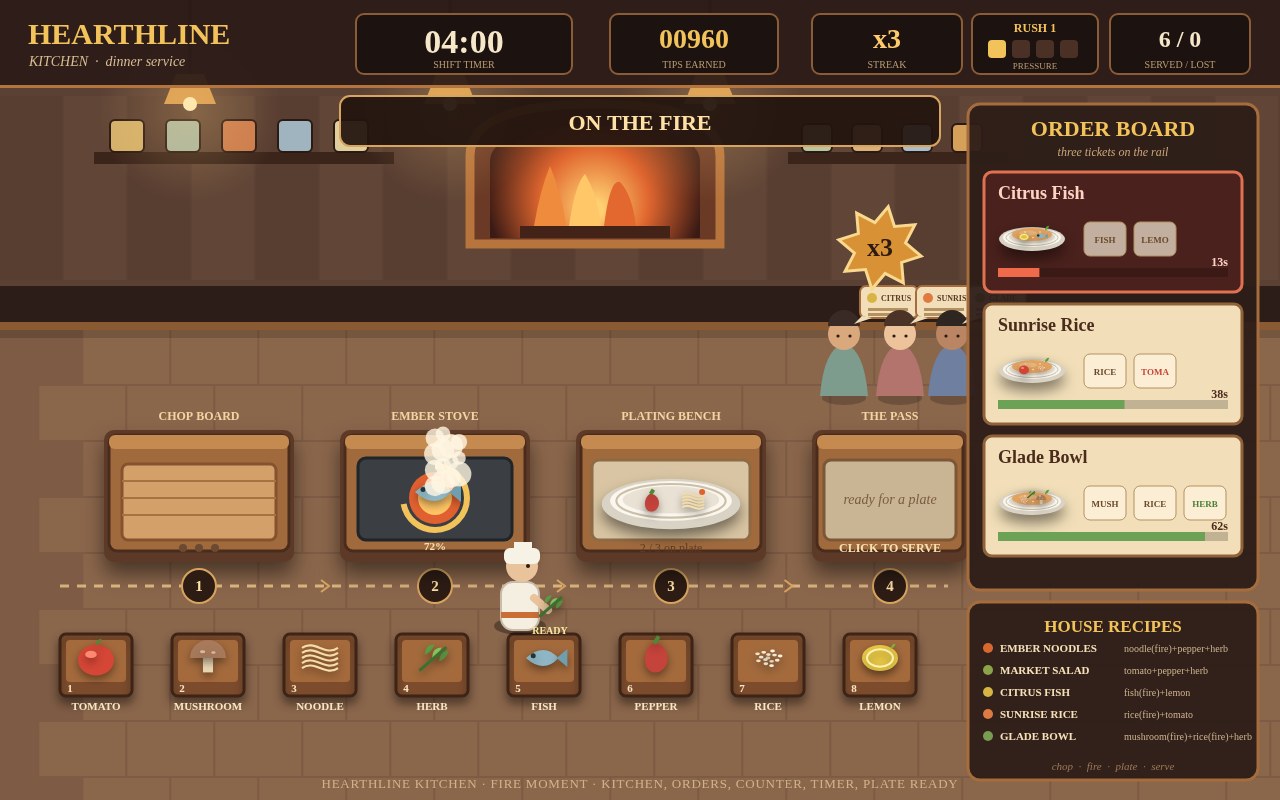 HEARTHLINE
KITCHEN · dinner service
04:00
SHIFT TIMER
00960
TIPS EARNED
x3
STREAK
RUSH 1
PRESSURE
6 / 0
SERVED / LOST
ON THE FIRE
x3
CITRUS
SUNRIS
ORDER BOARD
three tickets on the rail
Citrus Fish
FISH
LEMO
13s
Sunrise Rice
RICE
TOMA
38s
Glade Bowl
MUSH
RICE
HERB
62s
CHOP BOARD
EMBER STOVE
PLATING BENCH
THE PASS
72%
2 / 3 on plate
ready for a plate
CLICK TO SERVE
1
2
3
4
READY
1
2
3
4
5
6
7
8
TOMATO
MUSHROOM
NOODLE
HERB
FISH
PEPPER
RICE
LEMON
HOUSE RECIPES
EMBER NOODLES noodle(fire)+pepper+herb
MARKET SALAD tomato+pepper+herb
CITRUS FISH fish(fire)+lemon
SUNRISE RICE rice(fire)+tomato
GLADE BOWL mushroom(fire)+rice(fire)+herb
chop · fire · plate · serve
HEARTHLINE KITCHEN · FIRE MOMENT · KITCHEN, ORDERS, COUNTER, TIMER, PLATE READY